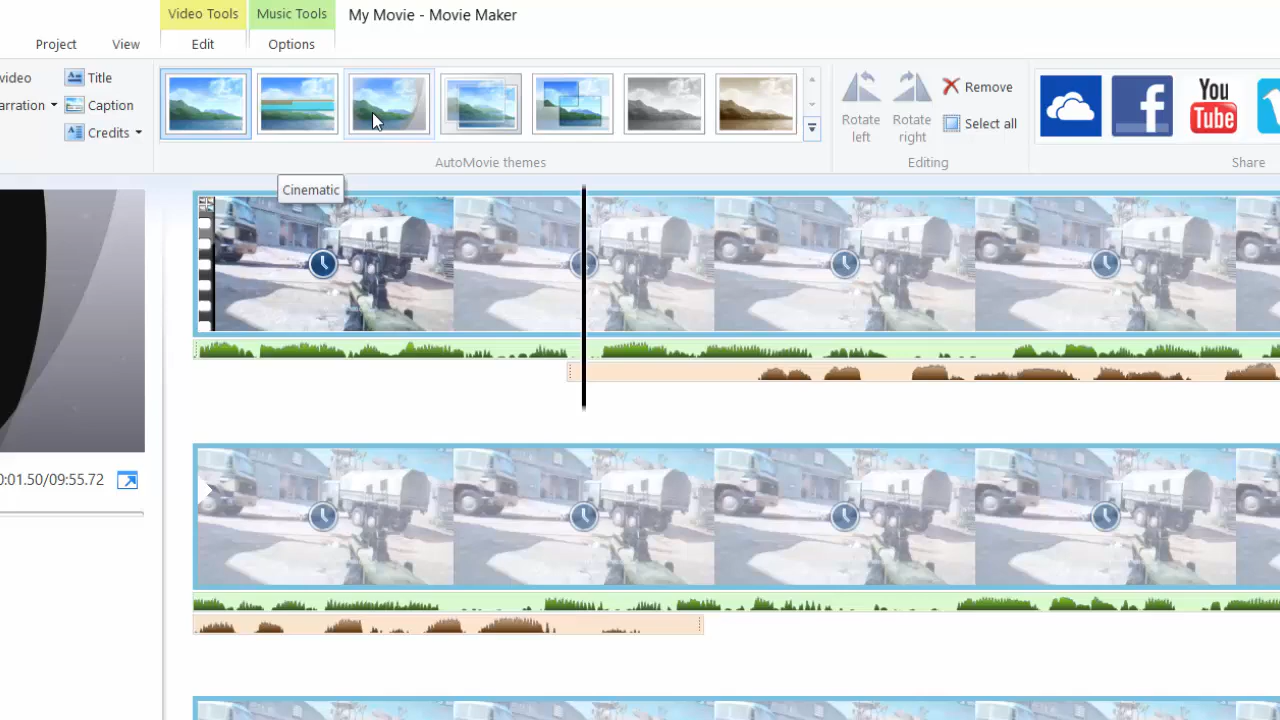 Video Tools
Music Tools
My Movie - Movie Maker
Project
View
Edit
Options
video
arration
Title
Caption
Credits
Rotate left
Rotate right
Remove
Select all
You
Tube
AutoMovie themes
Editing
Share
Cinematic
0:01.50/09:55.72